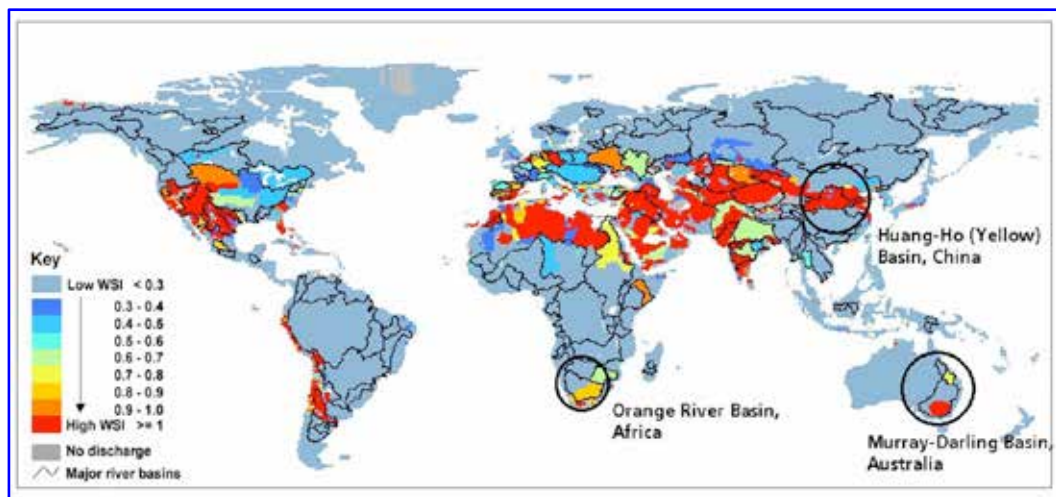 Key
Low WSI < 0.3
0.3 - 0.4
0.4 - 0.5
0.5 - 0.6
0.6 - 0.7
0.7 - 0.8
0.8 - 0.9
0.9 - 1.0
High WSI >= 1
No discharge
Major river basins
Huang-Ho (Yellow)
Basin, China
Orange River Basin,
Africa
Murray-Darling Basin,
Australia